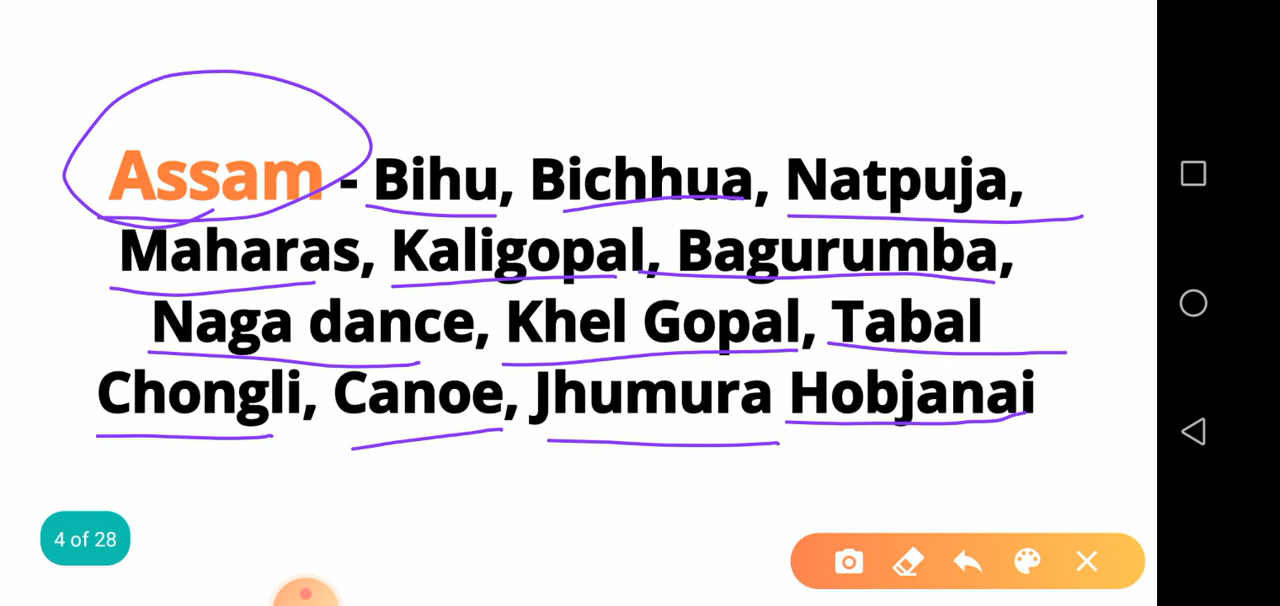 Assam - Bihu, Bichhua, Natpuja,
Maharas, Kaligopal, Bagurumba,
Naga dance, Khel Gopal, Tabal
Chongli, Canoe, Jhumura Hobjanai
4 of 28